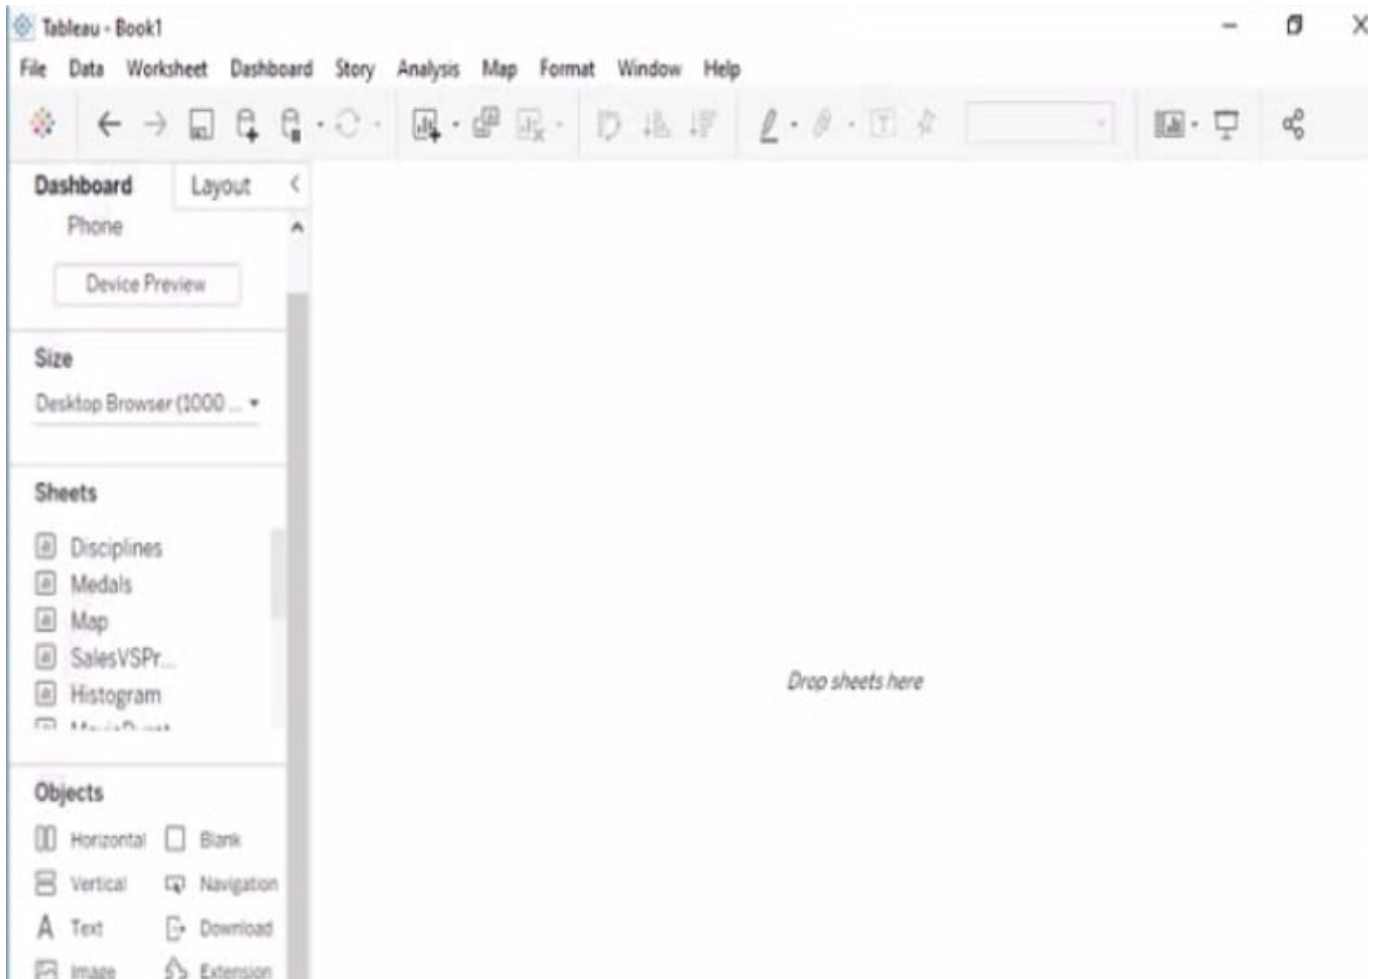 Tableau - Book1
File Data Worksheet Dashboard Story Analysis Map Format Window Help
Dashboard Layout
Phone
Device Preview
Size
Desktop Browser (1000 ...
Sheets
Disciplines
Medals
Map
SalesVSPr...
Histogram
Drop sheets here
Objects
Horizontal Blank
Vertical Navigation
A Text Download
Image Extension